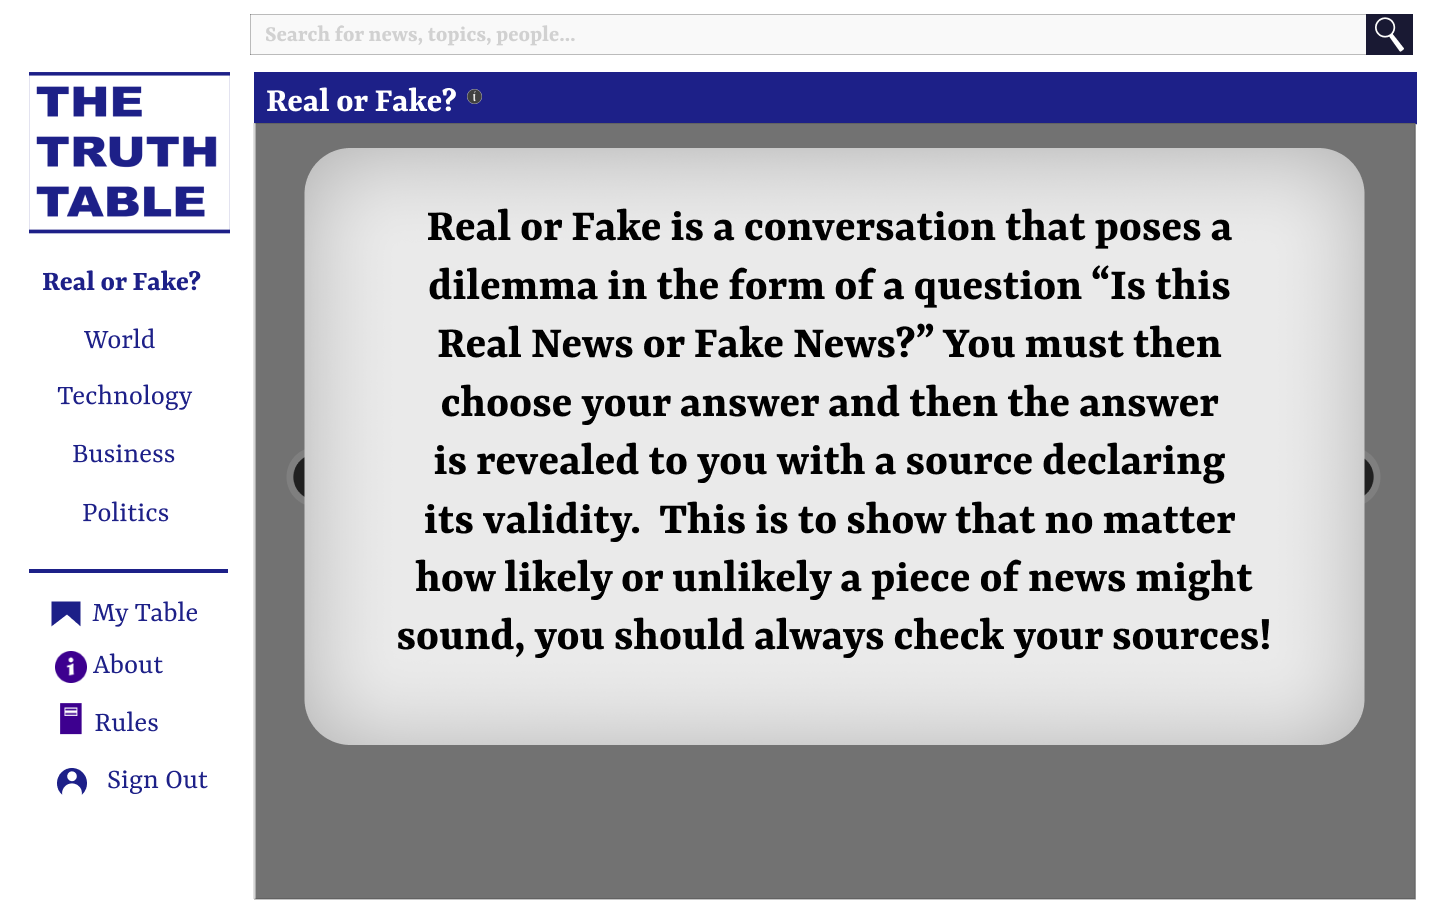 Search for news, topics, people...
THE
TRUTH
TABLE
Real or Fake?
World
Technology
Business
Politics
My Table
About
Rules
Sign Out
Real or Fake?
Real or Fake is a conversation that poses a
dilemma in the form of a question “Is this
Real News or Fake News?” You must then
choose your answer and then the answer
is revealed to you with a source declaring
its validity.  This is to show that no matter
how likely or unlikely a piece of news might
sound, you should always check your sources!